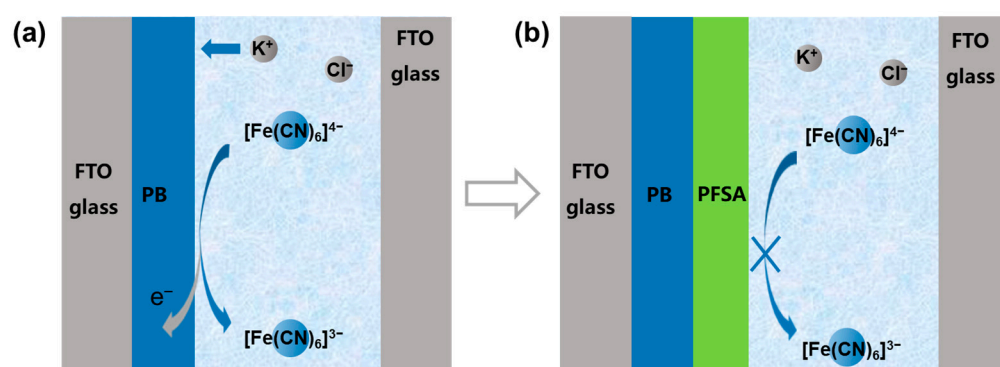 (a)
FTO
glass
PB
e⁻
K⁺
Cl⁻
[Fe(CN)₆]⁴⁻
[Fe(CN)₆]³⁻
FTO
glass
(b)
FTO
glass
PB
PFSA
K⁺
Cl⁻
[Fe(CN)₆]⁴⁻
[Fe(CN)₆]³⁻
FTO
glass